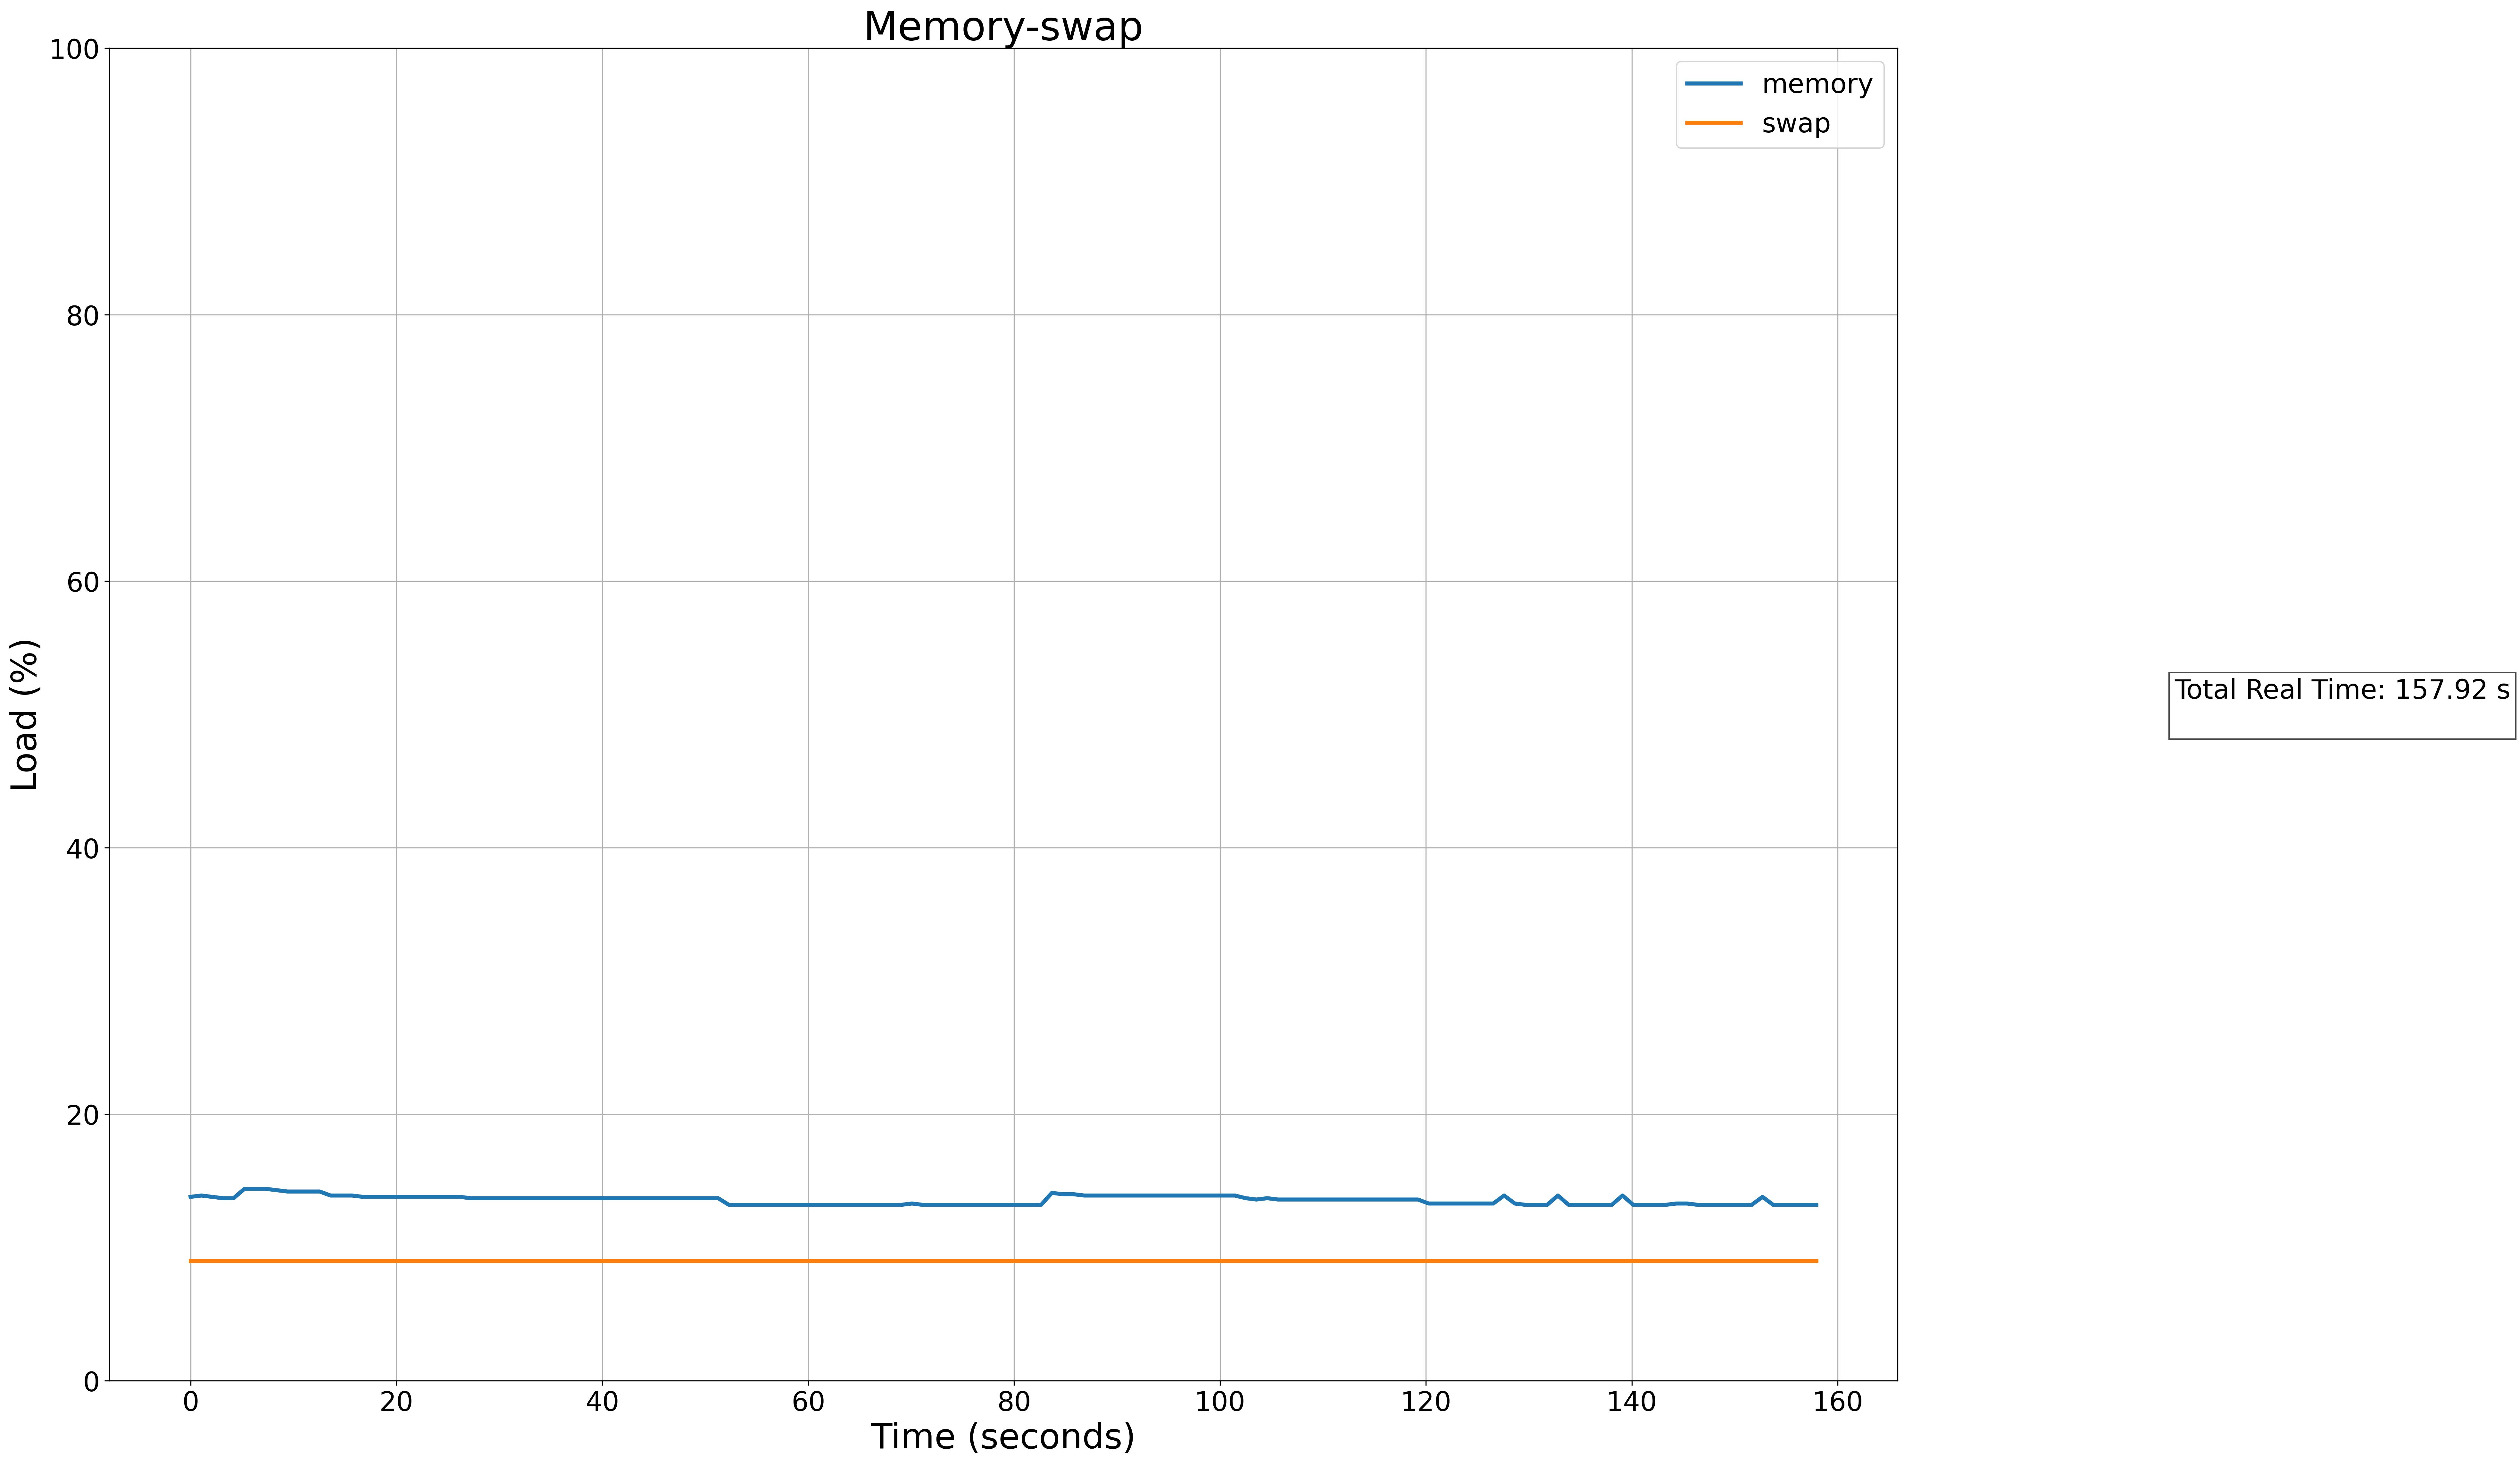 Memory-swap
100
80
60
40
20
0
Load (%)
memory
swap
0 20 40 60 80 100 120 140 160
Time (seconds)
Total Real Time: 157.92 s